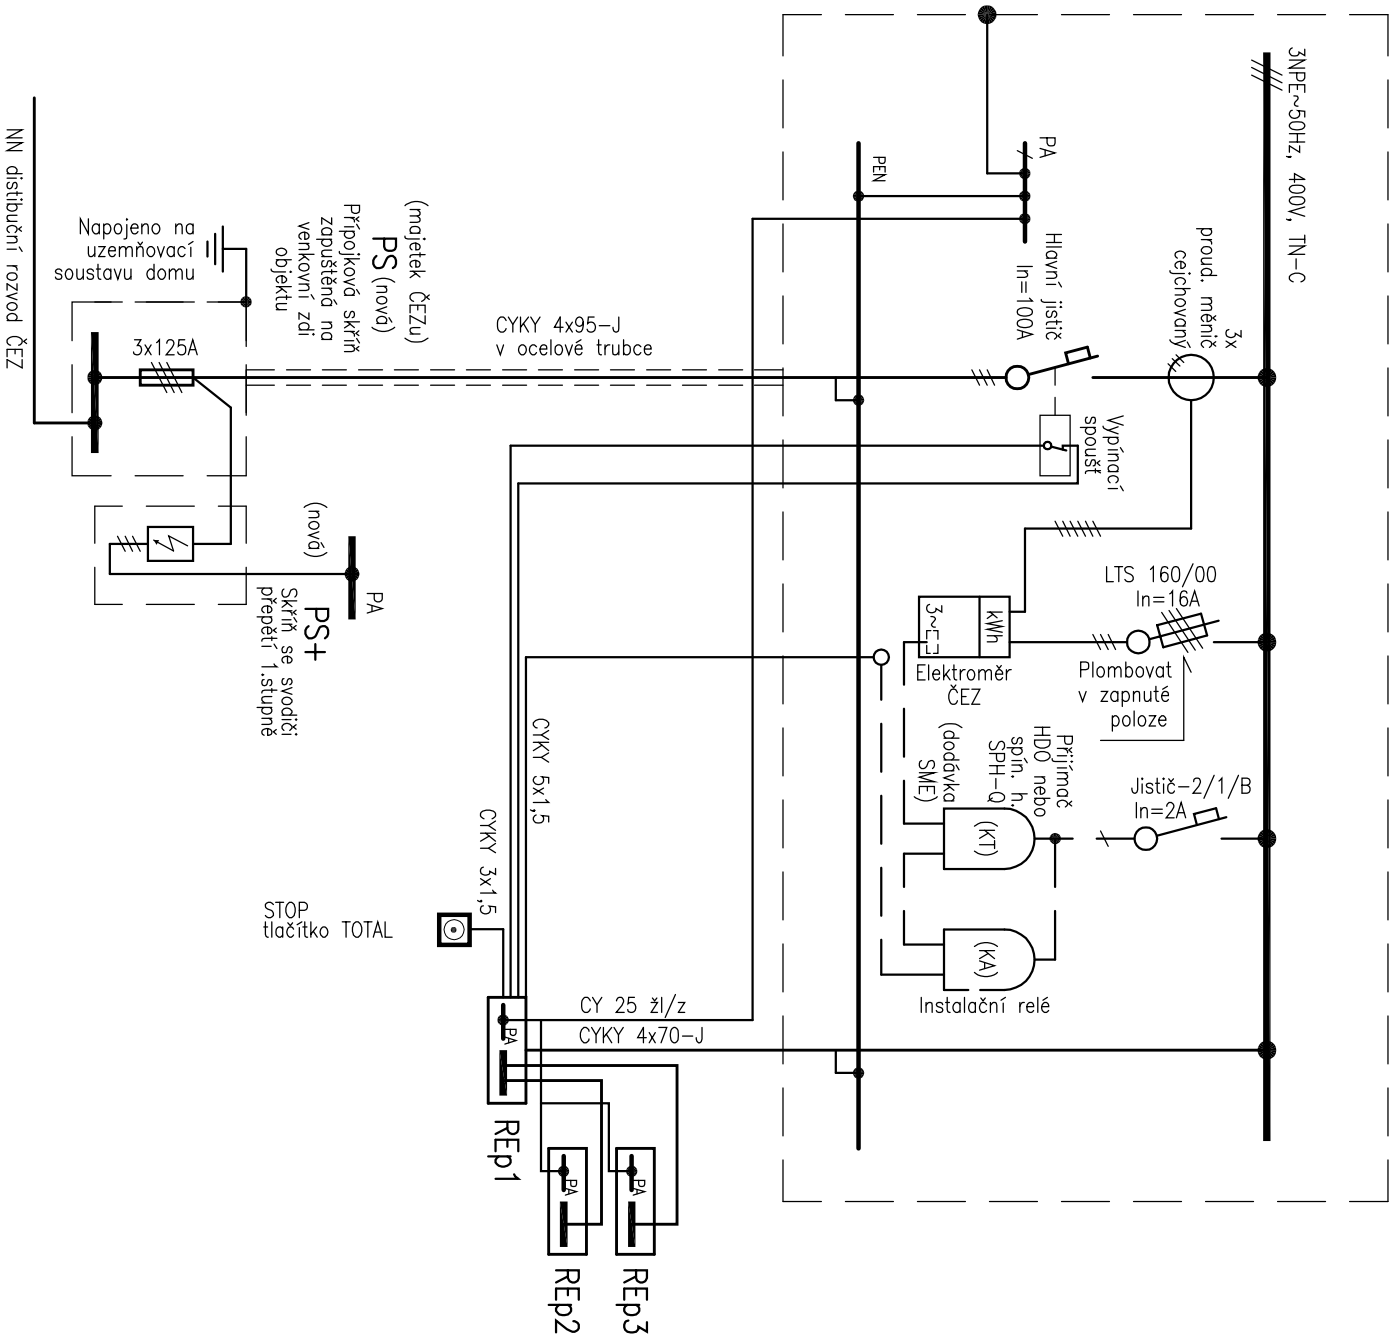 3NPE~50Hz, 400V, TN-C
PA
PEN
Hlavní jistič
In=100A
3x
proud. měnič
cejchovaný
Vypínací
spoušť
LTS 160/00
In=16A
Plombovat
v zapnuté
poloze
kWh
3~
Elektroměr
ČEZ
Přijímač
HDO nebo
spín. h.
SPH-Q
(dodávka
SME)
Jistič-2/1/B
In=2A
(KT)
(KA)
Instalační relé
NN distibuční rozvod ČEZ
Napojeno na
uzemňovací
soustavu domu
3x125A
(majetek ČEZu)
PS (nová)
Přípojková skříň
zapuštěná na
venkovní zdi
objektu
CYKY 4x95-J
v ocelové trubce
PA
(nová)
PS+
Skříň se svodiči
přepětí 1.stupně
CYKY 5x1,5
CYKY 3x1,5
STOP
tlačítko TOTAL
CY 25 žl/z
CYKY 4x70-J
PA
REp1
PA
REp2
PA
REp3